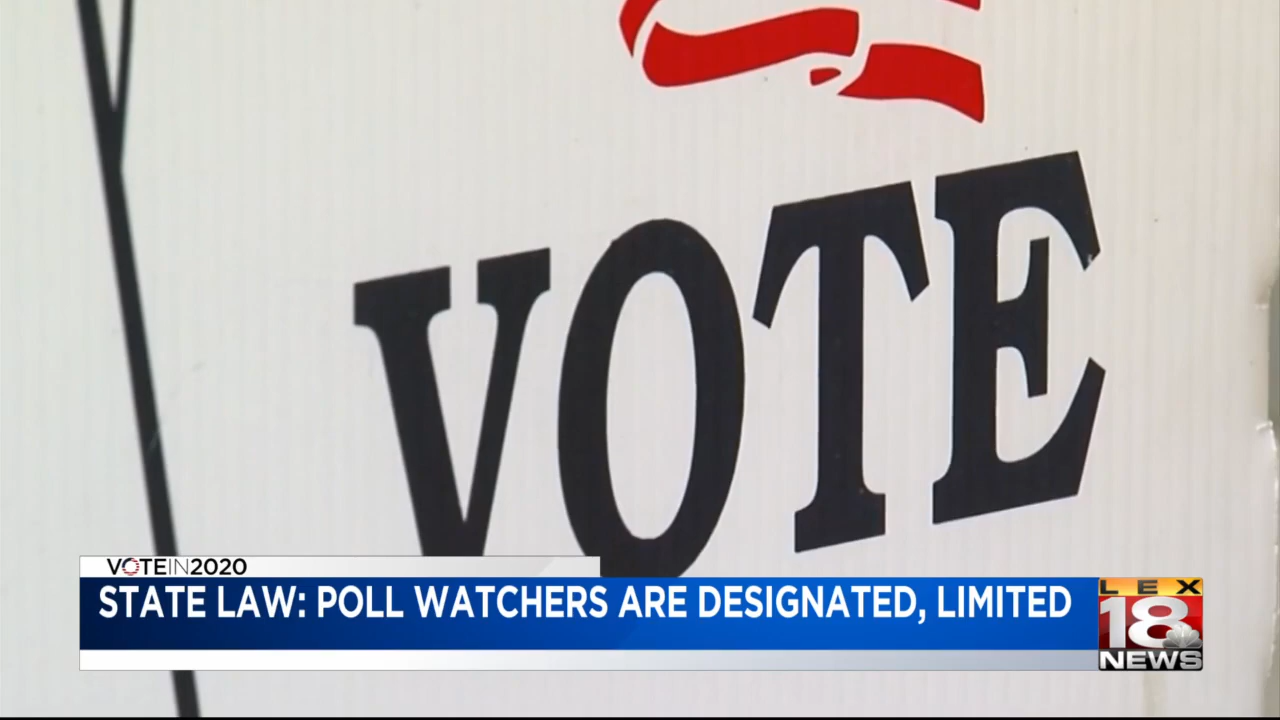 VOTE
VOTEIN2020
STATE LAW: POLL WATCHERS ARE DESIGNATED, LIMITED
LEX
18
NEWS